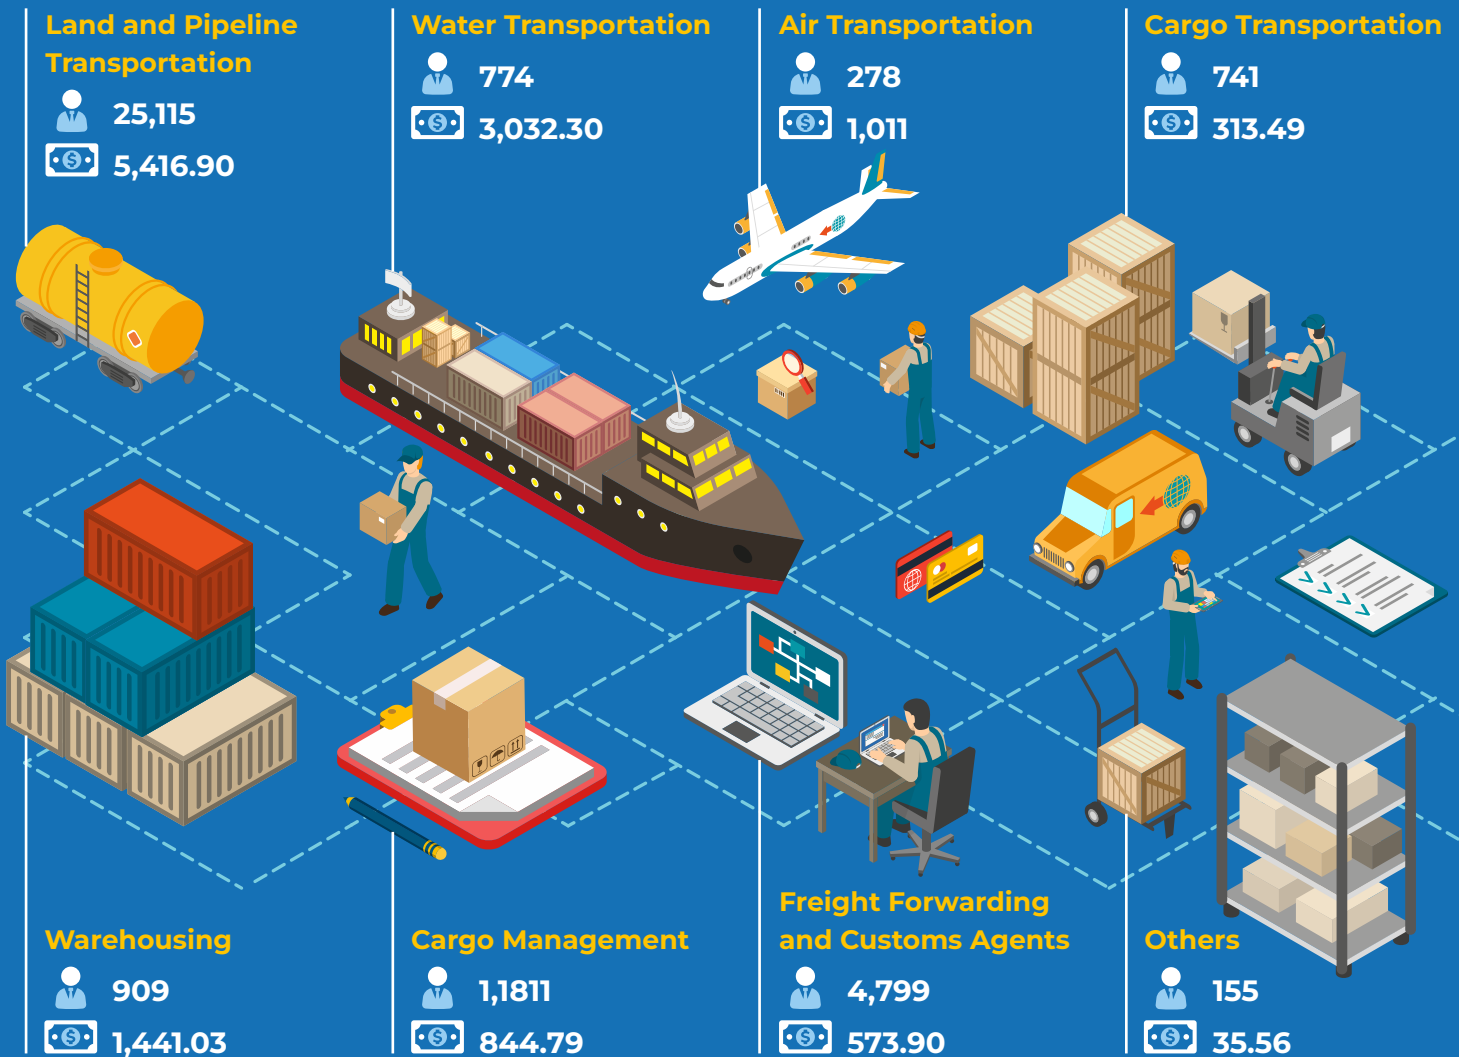 Land and Pipeline
Transportation
25,115
5,416.90
Water Transportation
774
3,032.30
Air Transportation
278
1,011
Cargo Transportation
741
313.49
Warehousing
909
1,441.03
Cargo Management
1,1811
844.79
Freight Forwarding
and Customs Agents
4,799
573.90
Others
155
35.56